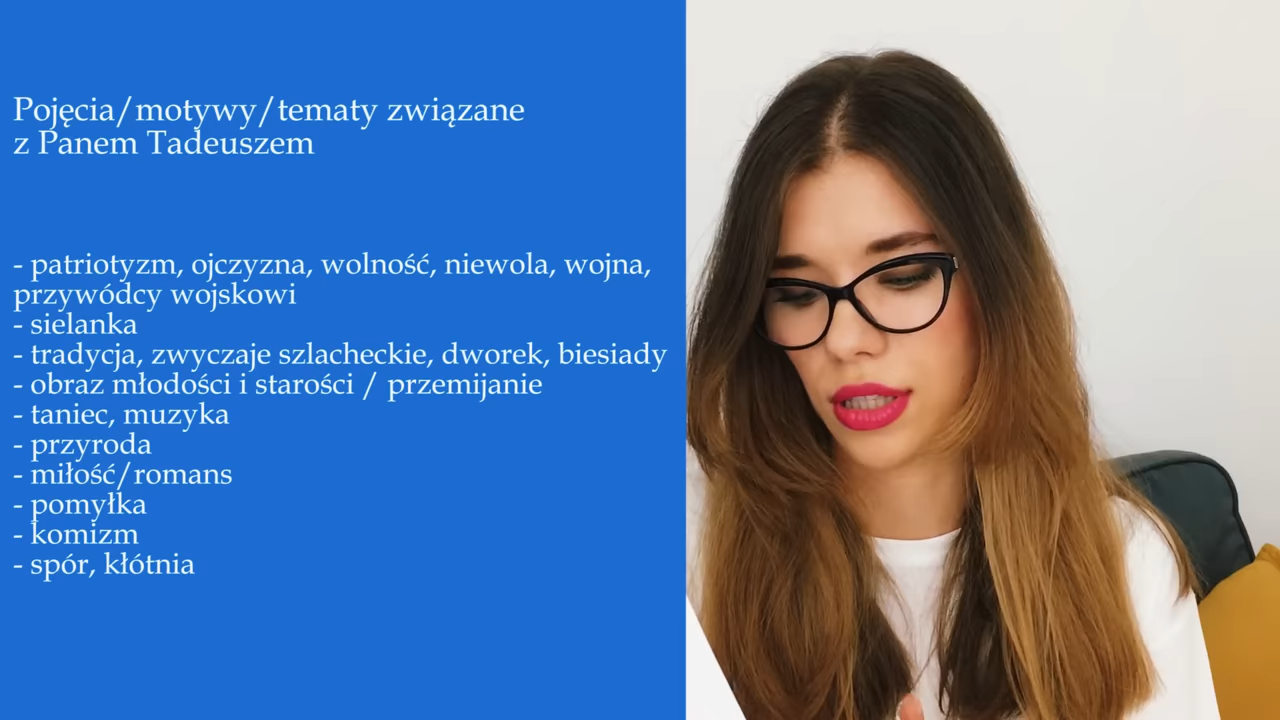 Pojęcia/motywy/tematy związane
z Panem Tadeuszem
- patriotyzm, ojczyzna, wolność, niewola, wojna,
przywódcy wojskowi
- sielanka
- tradycja, zwyczaje szlacheckie, dworek, biesiady
- obraz młodości i starości / przemijanie
- taniec, muzyka
- przyroda
- miłość/romans
- pomyłka
- komizm
- spór, kłótnia